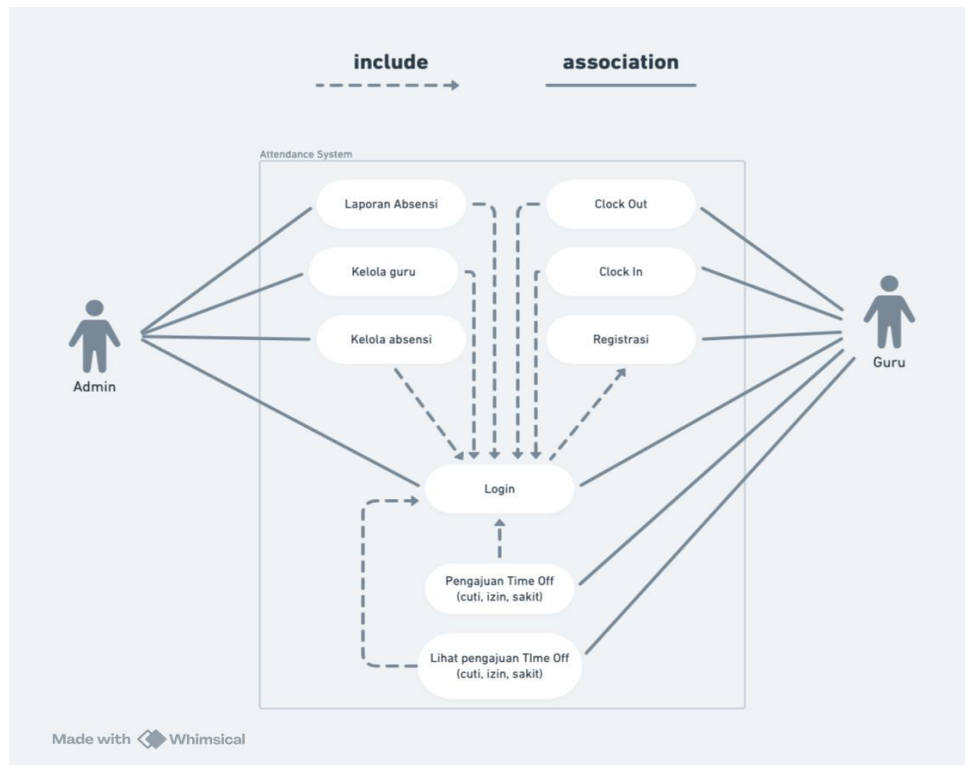 include
association
Attendance System
Laporan Absensi
Clock Out
Kelola guru
Clock In
Kelola absensi
Registrasi
Admin
Guru
Login
Pengajuan Time Off
(cuti, izin, sakit)
Lihat pengajuan TIme Off
(cuti, izin, sakit)
Made with Whimsical